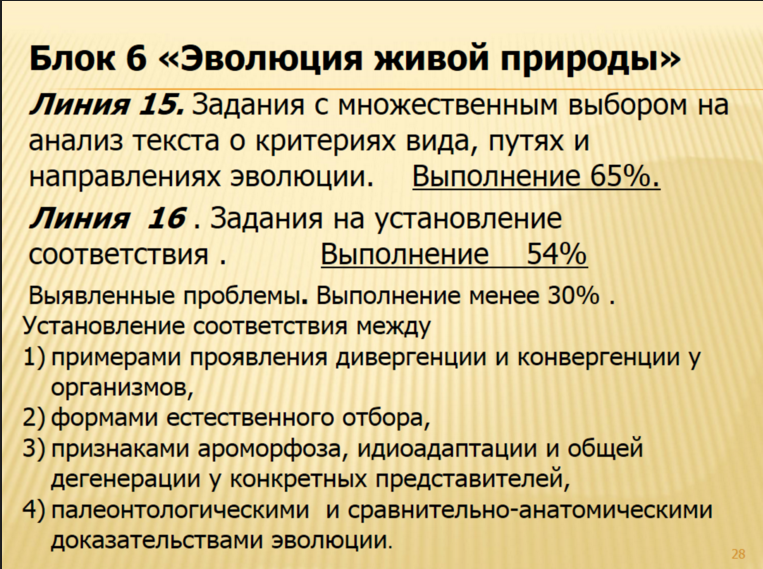 Блок 6 «Эволюция живой природы»
Линия 15. Задания с множественным выбором на
анализ текста о критериях вида, путях и
направлениях эволюции. Выполнение 65%.
Линия 16 . Задания на установление
соответствия . Выполнение 54%
Выявленные проблемы. Выполнение менее 30% .
Установление соответствия между
1) примерами проявления дивергенции и конвергенции у
организмов,
2) формами естественного отбора,
3) признаками ароморфоза, идиоадаптации и общей
дегенерации у конкретных представителей,
4) палеонтологическими и сравнительно-анатомическими
доказательствами эволюции.
28